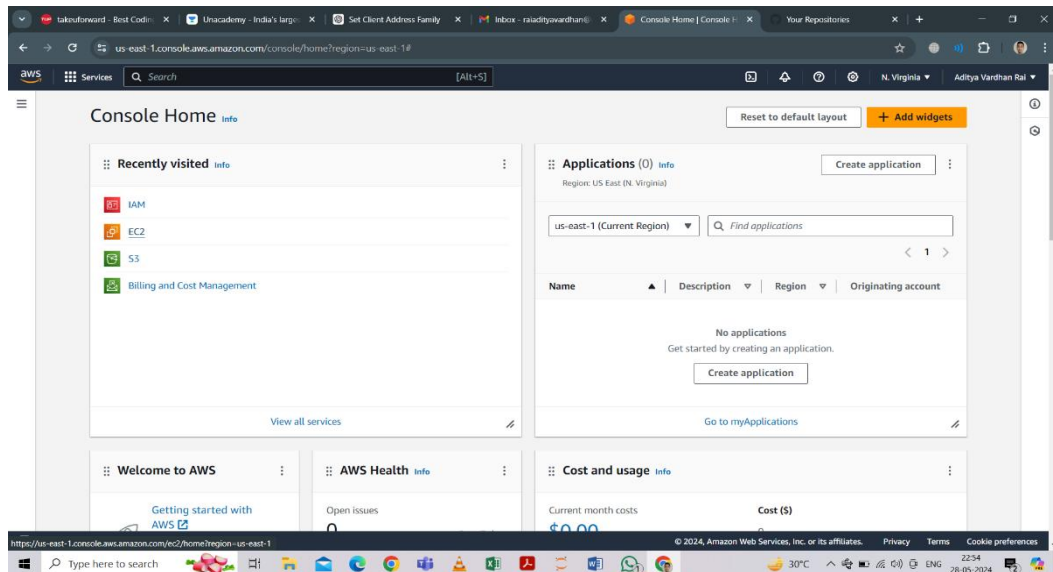 takeuforward - Best Codin
Unacademy - India's large
Set Client Address Family
Inbox - raiadityavardhan@
Console Home | Console H
Your Repositories
us-east-1.console.aws.amazon.com/console/home?region=us-east-1#
aws
Services
Search
[Alt+S]
N. Virginia
Aditya Vardhan Rai
Console Home Info
Reset to default layout
+ Add widgets
Recently visited Info
IAM
EC2
S3
Billing and Cost Management
View all services
Applications (0) Info
Region: US East (N. Virginia)
Create application
us-east-1 (Current Region)
Find applications
1
Name Description Region Originating account
No applications
Get started by creating an application.
Create application
Go to myApplications
Welcome to AWS
Getting started with
AWS
AWS Health Info
Open issues
0
Cost and usage Info
Current month costs
$0.00
Cost ($)
https://us-east-1.console.aws.amazon.com/ec2/home?region=us-east-1
© 2024, Amazon Web Services, Inc. or its affiliates.
Privacy
Terms
Cookie preferences
Type here to search
30°C
ENG
22:54
28-05-2024
2